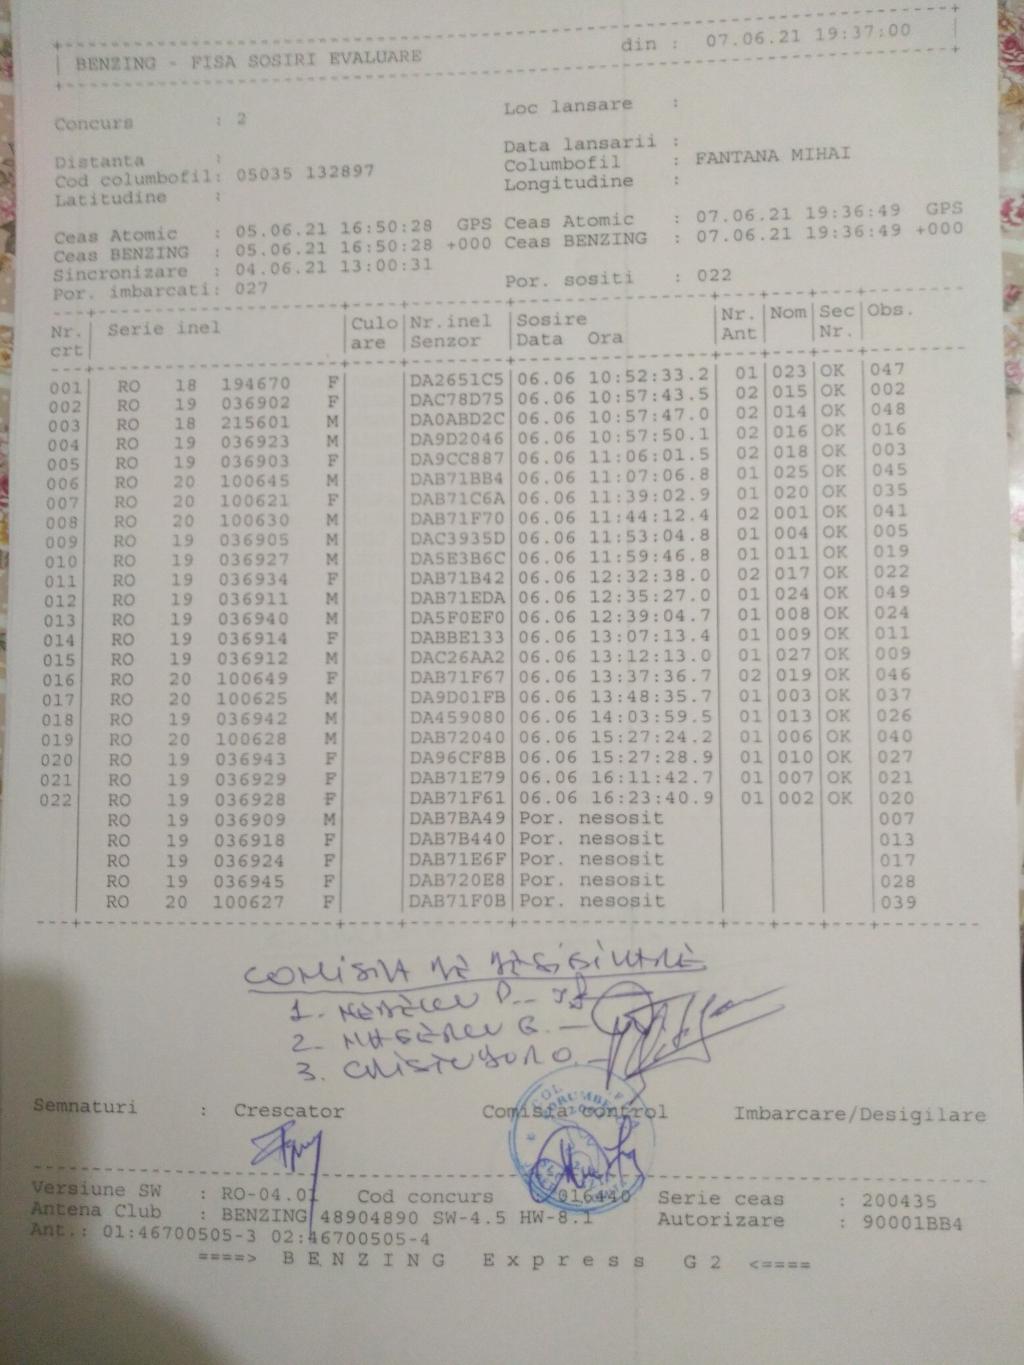 BENZING - FISA SOSIRI EVALUARE din : 07.06.21 19:37:00
Concurs : 2 Loc lansare :
Distanta : Data lansarii :
Cod columbofil: 05035 132897 Columbofil : FANTANA MIHAI
Latitudine : Longitudine :
Ceas Atomic : 05.06.21 16:50:28 GPS Ceas Atomic : 07.06.21 19:36:49 GPS
Ceas BENZING : 05.06.21 16:50:28 +000 Ceas BENZING : 07.06.21 19:36:49 +000
Sincronizare : 04.06.21 13:00:31
Por. imbarcati: 027 Por. sositi : 022
Nr. Serie inel Culo Nr.inel Sosire Nr. Nom Sec Obs.
crt are Senzor Data Ora Ant Nr.
001 RO 18 194670 F DA2651C5 06.06 10:52:33.2 01 023 OK 047
002 RO 19 036902 F DAC78D75 06.06 10:57:43.5 02 015 OK 002
003 RO 18 215601 M DA0ABD2C 06.06 10:57:47.0 02 014 OK 048
004 RO 19 036923 M DA9D2046 06.06 10:57:50.1 02 016 OK 016
005 RO 19 036903 F DA9CC887 06.06 11:06:01.5 02 018 OK 003
006 RO 20 100645 M DAB71BB4 06.06 11:07:06.8 01 025 OK 045
007 RO 20 100621 F DAB71C6A 06.06 11:39:02.9 01 020 OK 035
008 RO 20 100630 M DAB71F70 06.06 11:44:12.4 02 001 OK 041
009 RO 19 036905 M DAC3935D 06.06 11:53:04.8 01 004 OK 005
010 RO 19 036927 M DA5E3B6C 06.06 11:59:46.8 01 011 OK 019
011 RO 19 036934 F DAB71B42 06.06 12:32:38.0 02 017 OK 022
012 RO 19 036911 M DAB71EDA 06.06 12:35:27.0 01 024 OK 049
013 RO 19 036940 M DA5F0EF0 06.06 12:39:04.7 01 008 OK 024
014 RO 19 036914 F DABBE133 06.06 13:07:13.4 01 009 OK 011
015 RO 19 036912 M DAC26AA2 06.06 13:12:13.0 01 027 OK 009
016 RO 20 100649 F DAB71F67 06.06 13:37:36.7 02 019 OK 046
017 RO 20 100625 M DA9D01FB 06.06 13:48:35.7 01 003 OK 037
018 RO 19 036942 M DA459080 06.06 14:03:59.5 01 013 OK 026
019 RO 20 100628 M DAB72040 06.06 15:27:24.2 01 006 OK 040
020 RO 19 036943 F DA96CF8B 06.06 15:27:28.9 01 010 OK 027
021 RO 19 036929 F DAB71E79 06.06 16:11:42.7 01 007 OK 021
022 RO 19 036928 F DAB71F61 06.06 16:23:40.9 01 002 OK 020
RO 19 036909 M DAB7BA49 Por. nesosit 007
RO 19 036918 F DAB7B440 Por. nesosit 013
RO 19 036924 F DAB71E6F Por. nesosit 017
RO 19 036945 F DAB720E8 Por. nesosit 028
RO 20 100627 F DAB71F0B Por. nesosit 039
COMISIA DE DESIGILARE
1.
2.
3.
Semnaturi : Crescator Comisia control Imbarcare/Desigilare
Versiune SW : RO-04.01 Cod concurs : 016440 Serie ceas : 200435
Antena Club : BENZING 48904890 SW-4.5 HW-8.1 Autorizare : 90001BB4
Ant.: 01:46700505-3 02:46700505-4
====> BENZING Express G2 <====